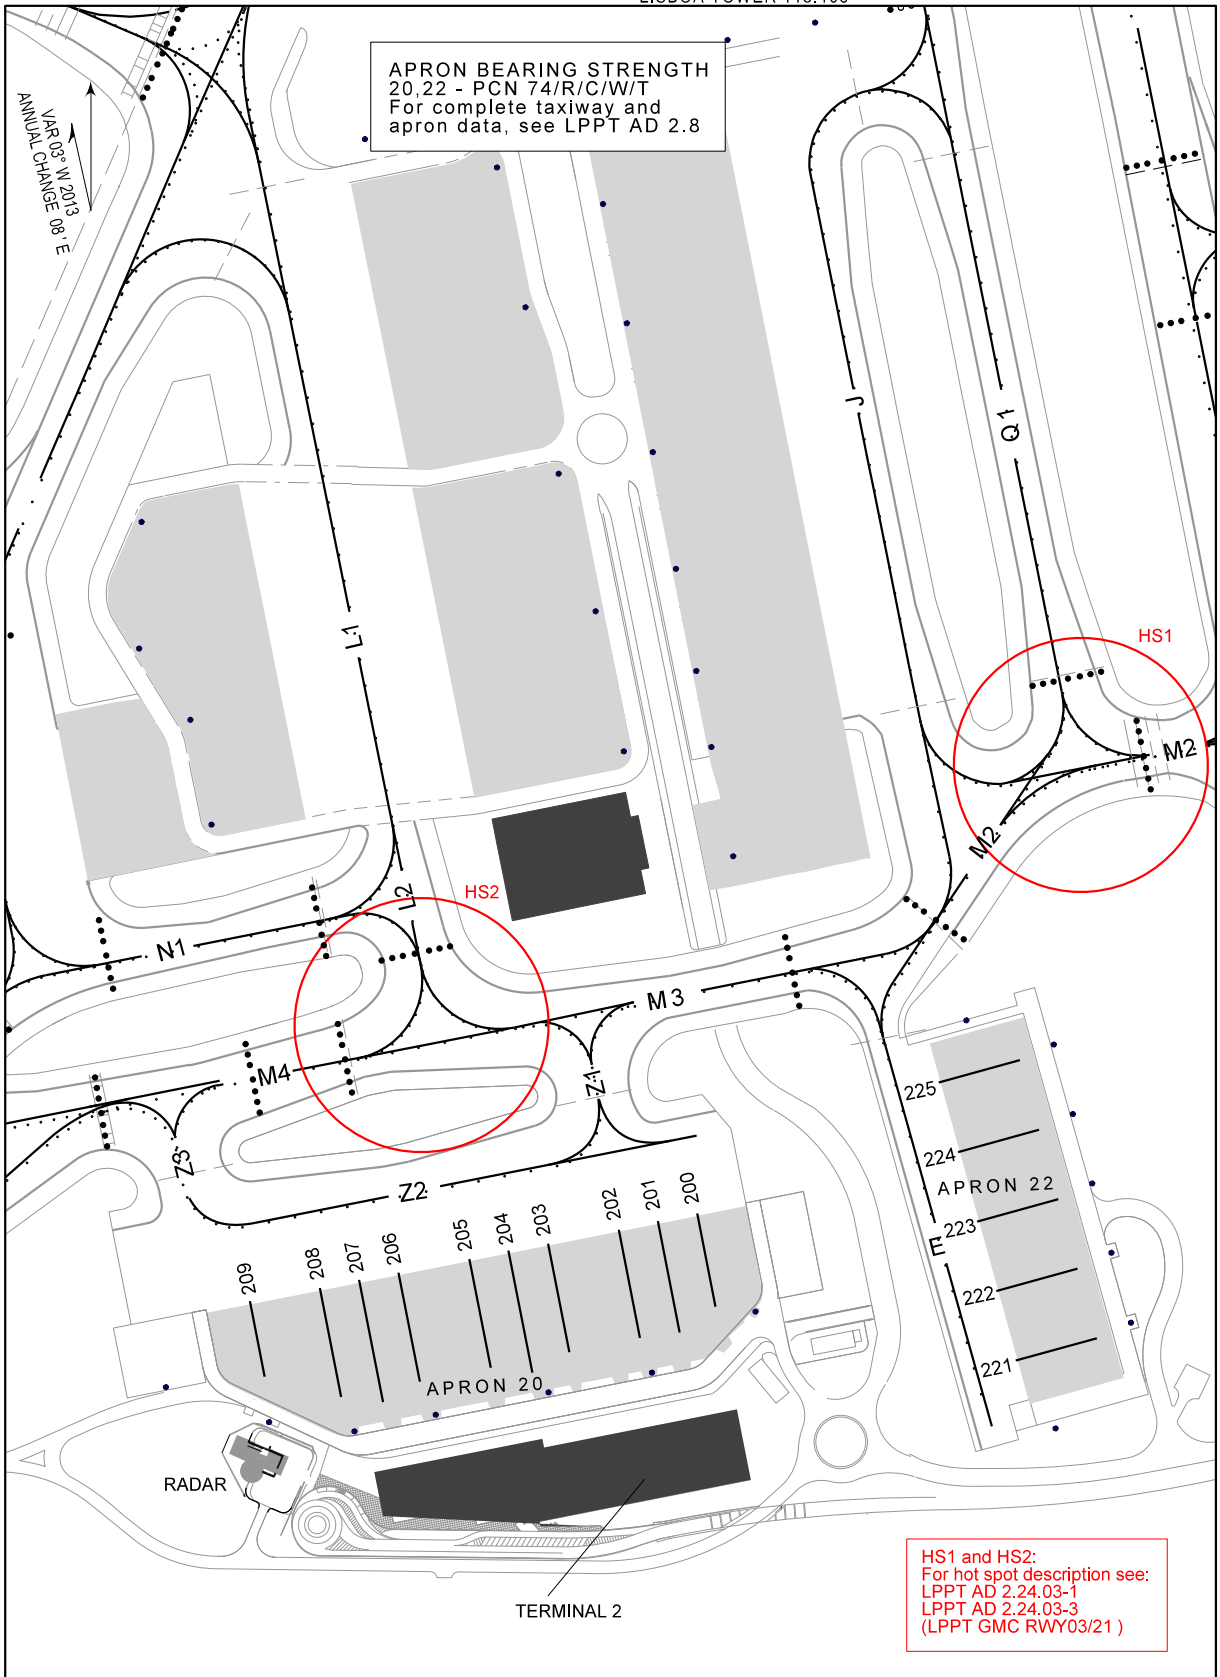 APRON BEARING STRENGTH
20,22 - PCN 74/R/C/W/T
For complete taxiway and
apron data, see LPPT AD 2.8
VAR 03° W 2013
ANNUAL CHANGE 08' E
J
Q1
L1
HS1
M2
M2
L2
HS2
N1
M3
M4
Z1
Z3
Z2
225
224
APRON 22
223
E
222
221
209
208
207
206
205
204
203
202
201
200
APRON 20
RADAR
TERMINAL 2
HS1 and HS2:
For hot spot description see:
LPPT AD 2.24.03-1
LPPT AD 2.24.03-3
(LPPT GMC RWY03/21 )